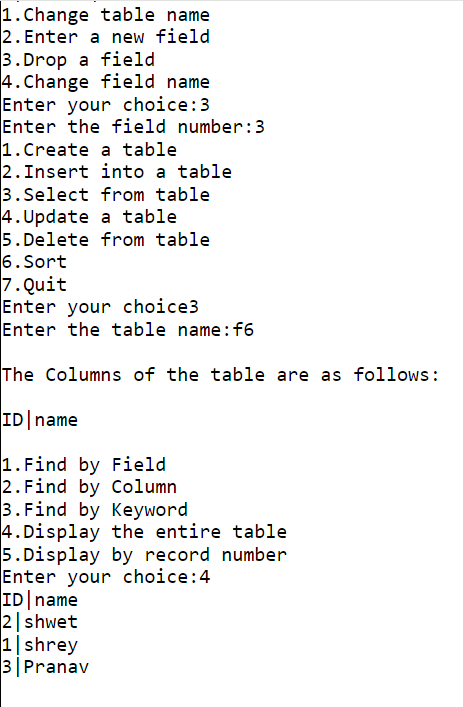 1.Change table name
2.Enter a new field
3.Drop a field
4.Change field name
Enter your choice:3
Enter the field number:3
1.Create a table
2.Insert into a table
3.Select from table
4.Update a table
5.Delete from table
6.Sort
7.Quit
Enter your choice3
Enter the table name:f6
The Columns of the table are as follows:
ID|name
1.Find by Field
2.Find by Column
3.Find by Keyword
4.Display the entire table
5.Display by record number
Enter your choice:4
ID|name
2|shwet
1|shrey
3|Pranav